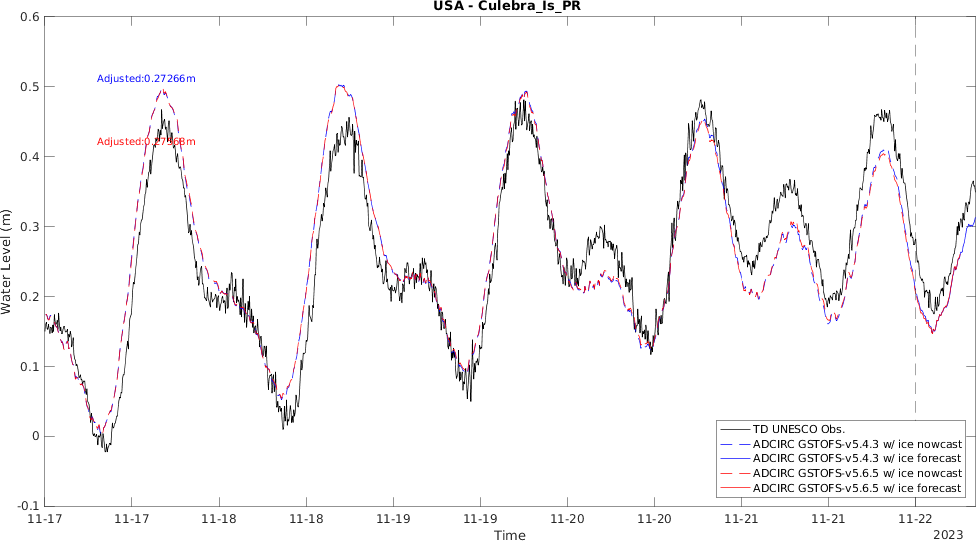 USA - Culebra_Is_PR
0.6
0.5
0.4
0.3
0.2
0.1
0
-0.1
Water Level (m)
Adjusted:0.27266m
11-17
11-17
11-18
11-18
11-19
11-19
11-20
11-20
11-21
11-21
11-22
Time
2023
TD UNESCO Obs.
ADCIRC GSTOFS-v5.4.3 w/ ice nowcast
ADCIRC GSTOFS-v5.4.3 w/ ice forecast
ADCIRC GSTOFS-v5.6.5 w/ ice nowcast
ADCIRC GSTOFS-v5.6.5 w/ ice forecast